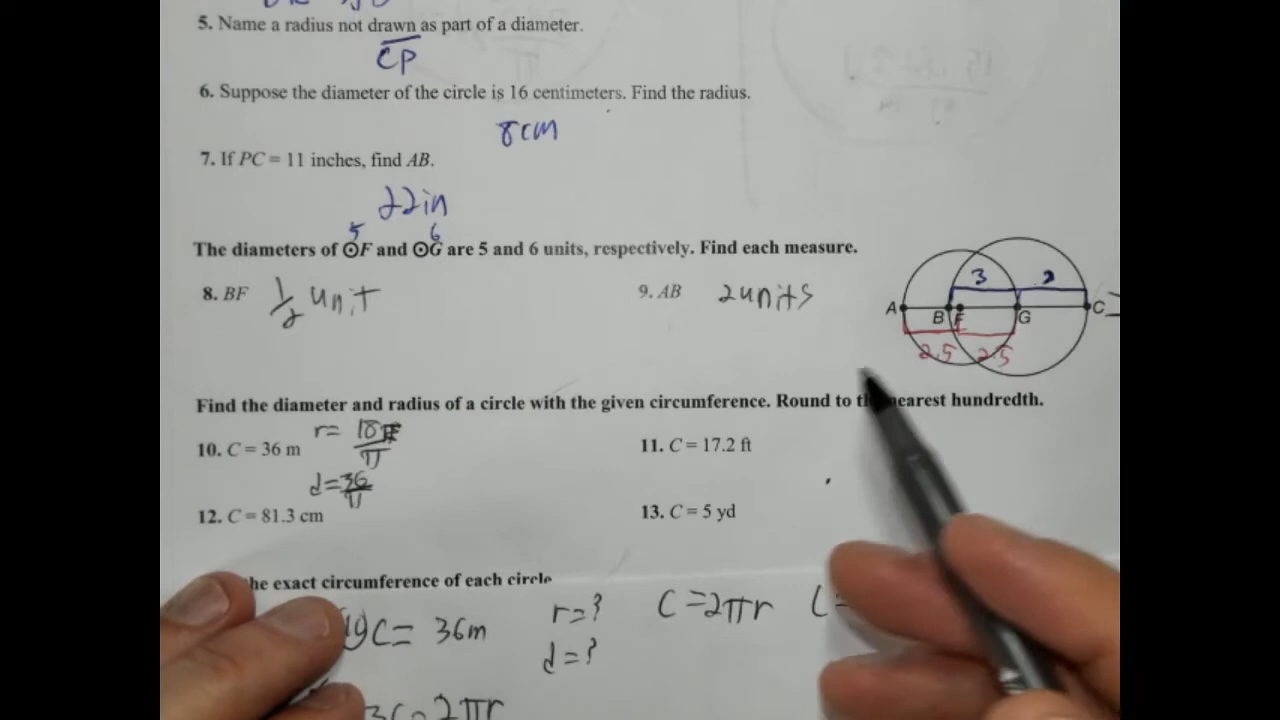 5. Name a radius not drawn as part of a diameter.
CP
6. Suppose the diameter of the circle is 16 centimeters. Find the radius.
8cm
7. If PC = 11 inches, find AB.
22in
5 6
The diameters of ⊙F and ⊙G are 5 and 6 units, respectively. Find each measure.
8. BF 1/2 unit
9. AB 2units
3
A B F G C
2.5 2.5
Find the diameter and radius of a circle with the given circumference. Round to the nearest hundredth.
10. C = 36 m
r= 18/π
d=36/π
11. C = 17.2 ft
12. C = 81.3 cm
13. C = 5 yd
he exact circumference of each circle
C= 36m r=? C=2πr C=
d=?
36=2πr